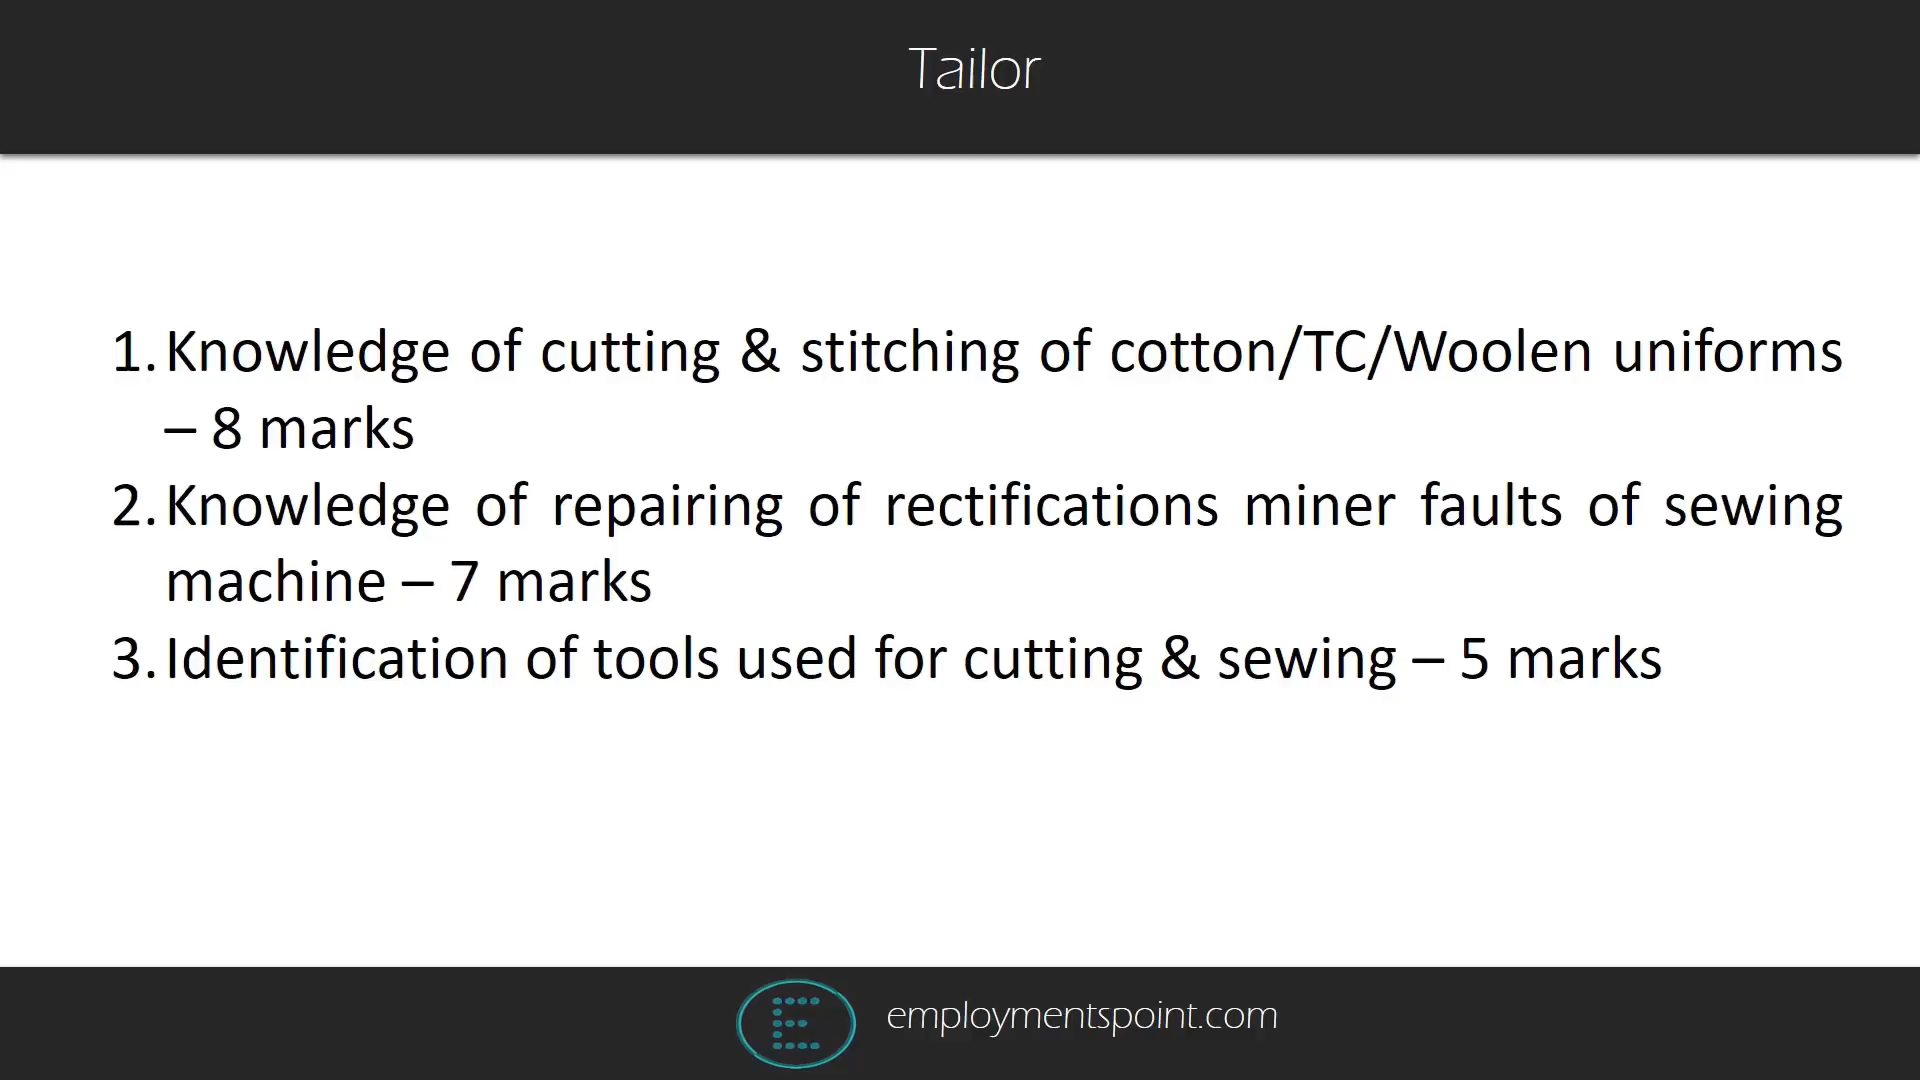 Tailor
1. Knowledge of cutting & stitching of cotton/TC/Woolen uniforms
– 8 marks
2. Knowledge of repairing of rectifications miner faults of sewing
machine – 7 marks
3. Identification of tools used for cutting & sewing – 5 marks
E
employmentspoint.com